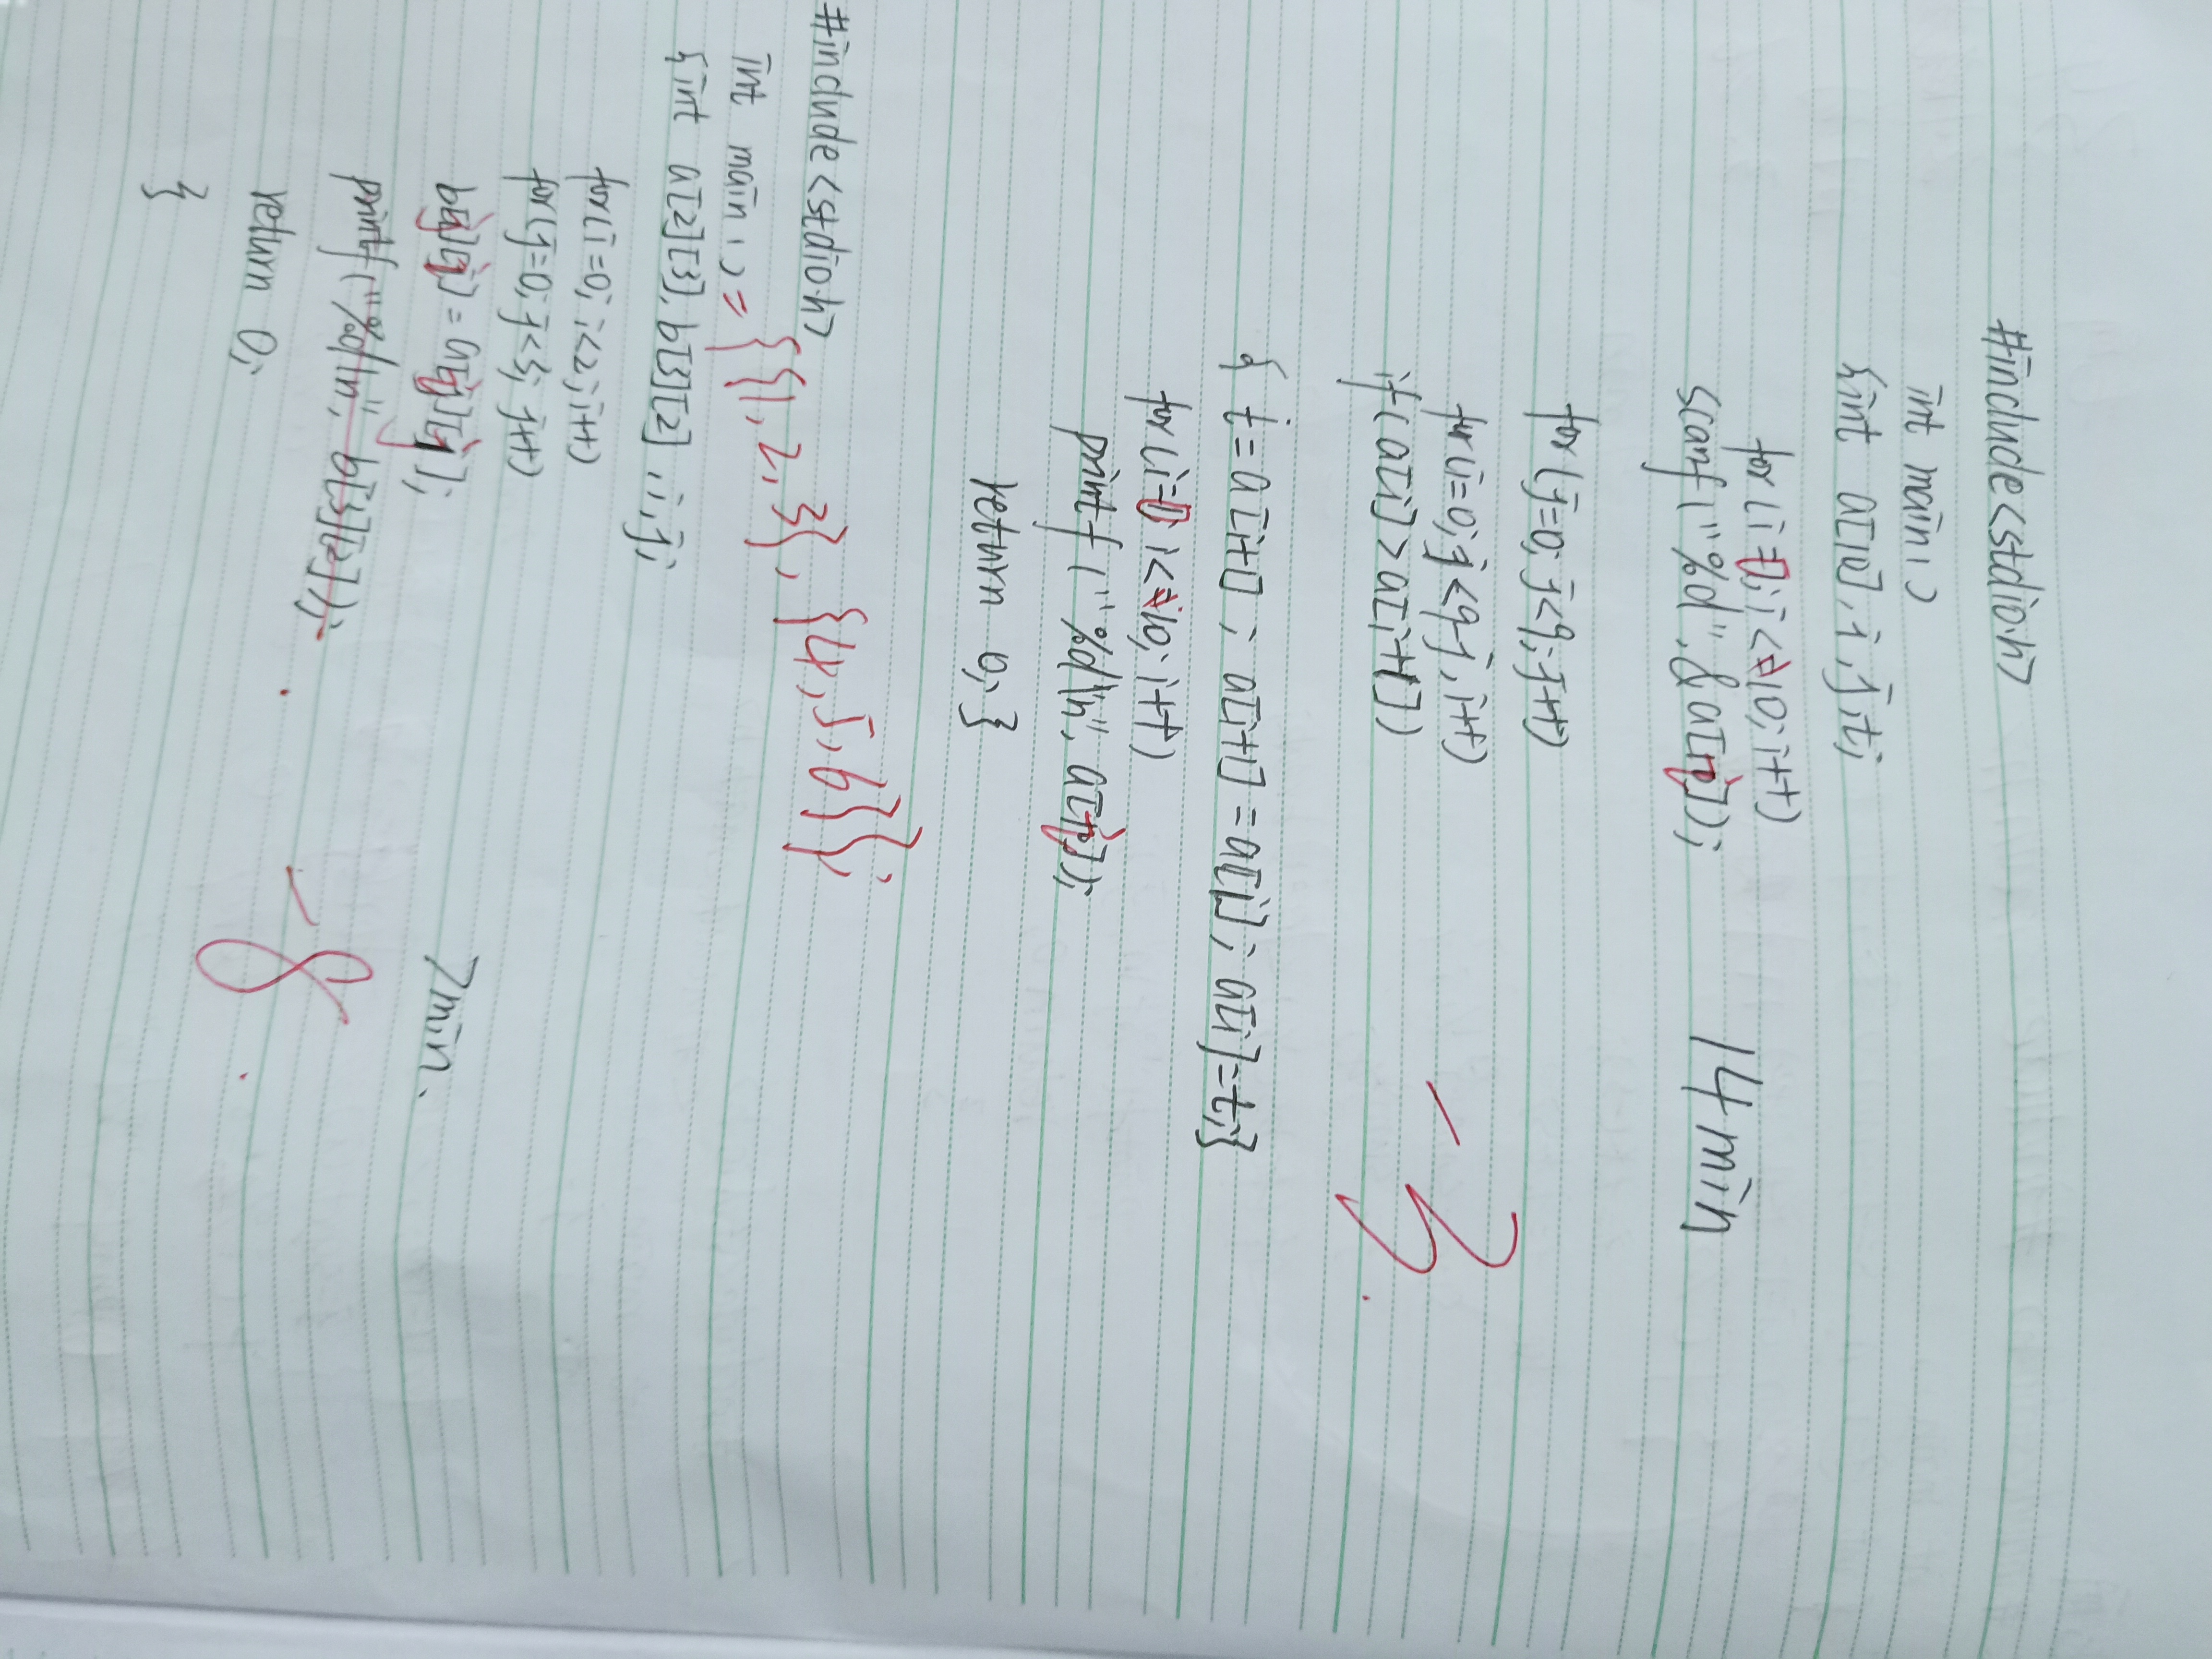 #include<stdio.h>
int main()
{int a[10],i,j,t;
for(i=0;i<10;i++)
scanf("%d",&a[i]);
14min
for(j=0;j<9;j++)
for(i=0;j<9-j,i++)
if(a[i]>a[i+1])
-3
{t=a[i+1];a[i+1]=a[i];a[i]=t;}
for(i=0;i<10;i++)
printf("%d\n",a[i]);
return 0;}
#include<stdio.h>
int main()={{1,2,3},{4,5,6}};
{int a[2][3],b[3][2],i,j;
for(i=0;i<2;i++)
for(j=0;j<3;j++)
b[j][i]=a[i][j];
7min.
printf("%d\n",b[3][2]);
-8
return 0;
}